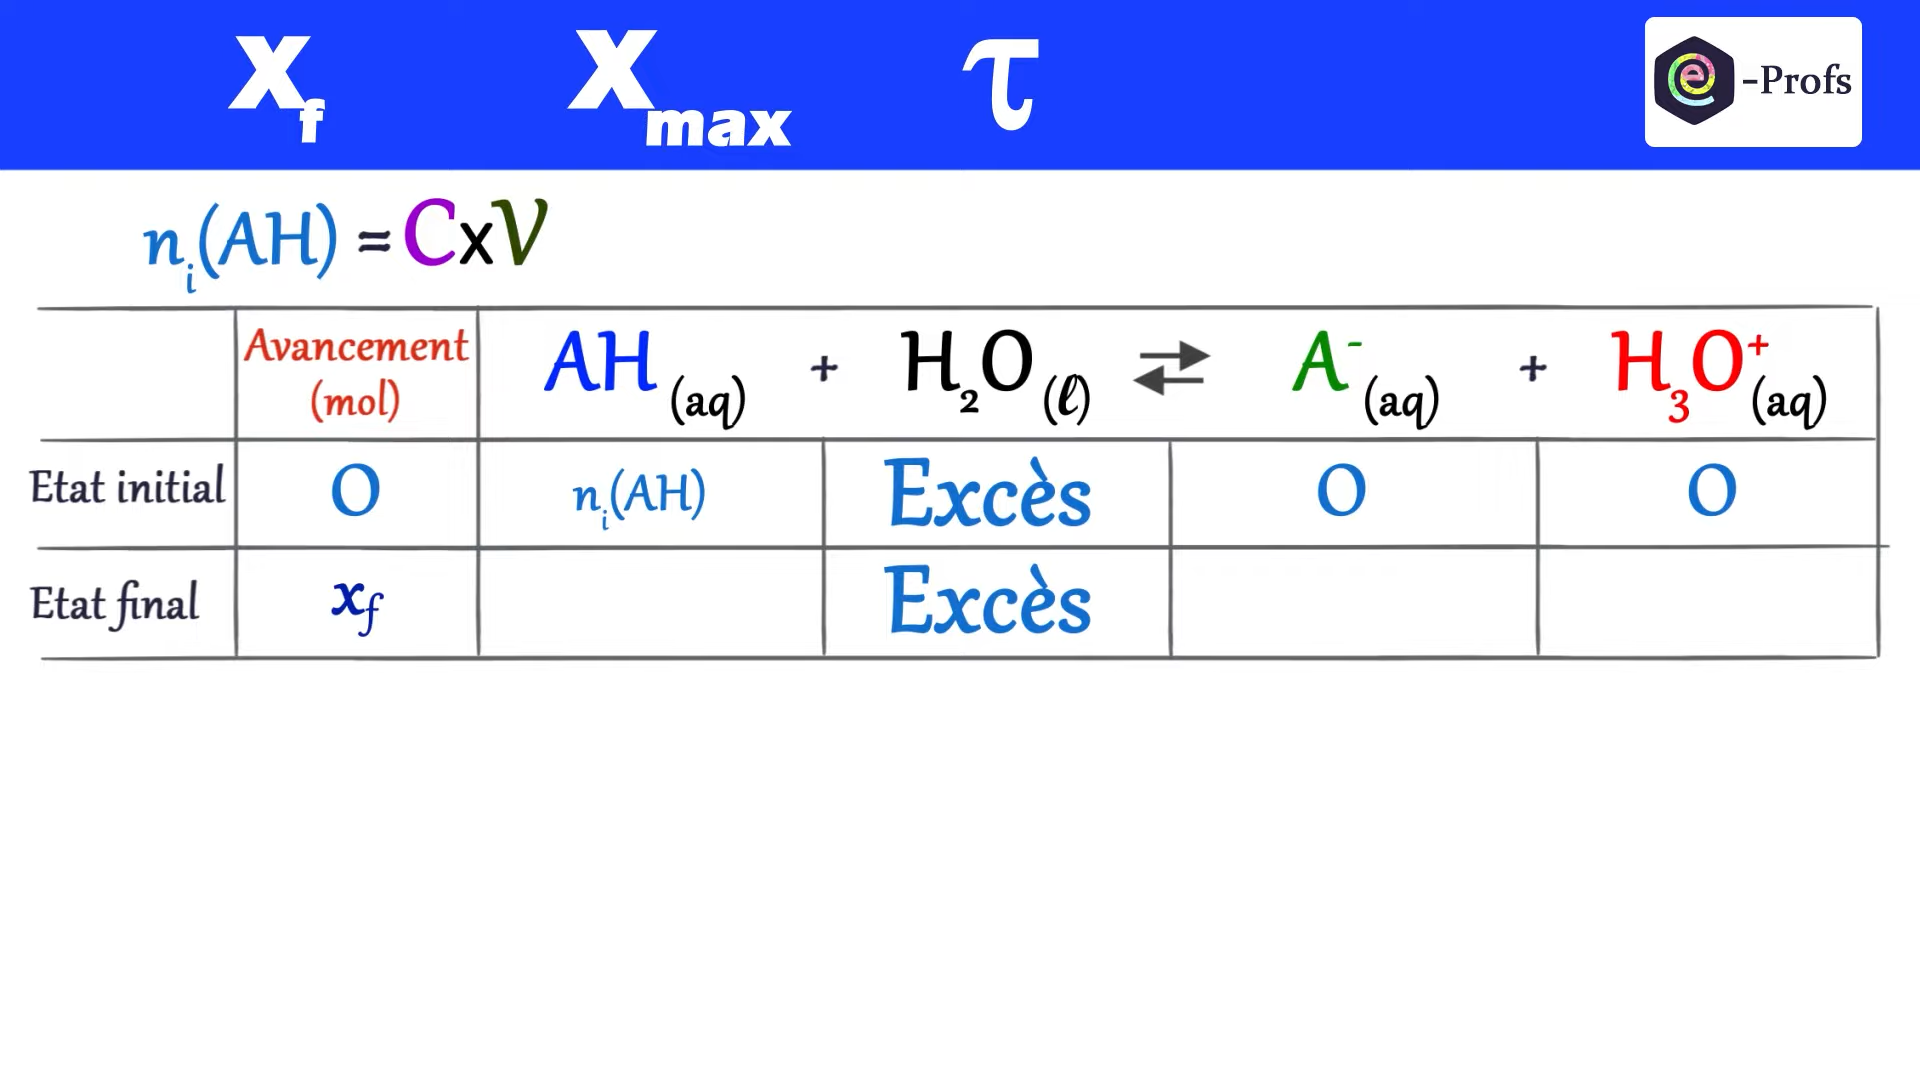 xf xmax τ e-Profs
ni(AH) = CxV
Avancement (mol) AH(aq) + H2O(ℓ) ⇄ A-(aq) + H3O+(aq)
Etat initial 0 ni(AH) Excès 0 0
Etat final xf Excès